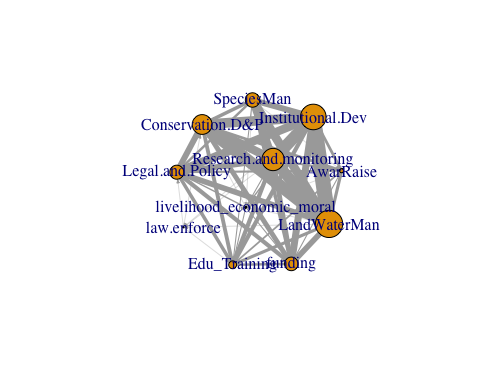 SpeciesMan
Institutional.Dev
Conservation.D&P
Research.and.monitoring
Legal.and.Policy
AwarRaise
livelihood_economic_moral
LandWaterMan
law.enforce
Edu_Training
funding